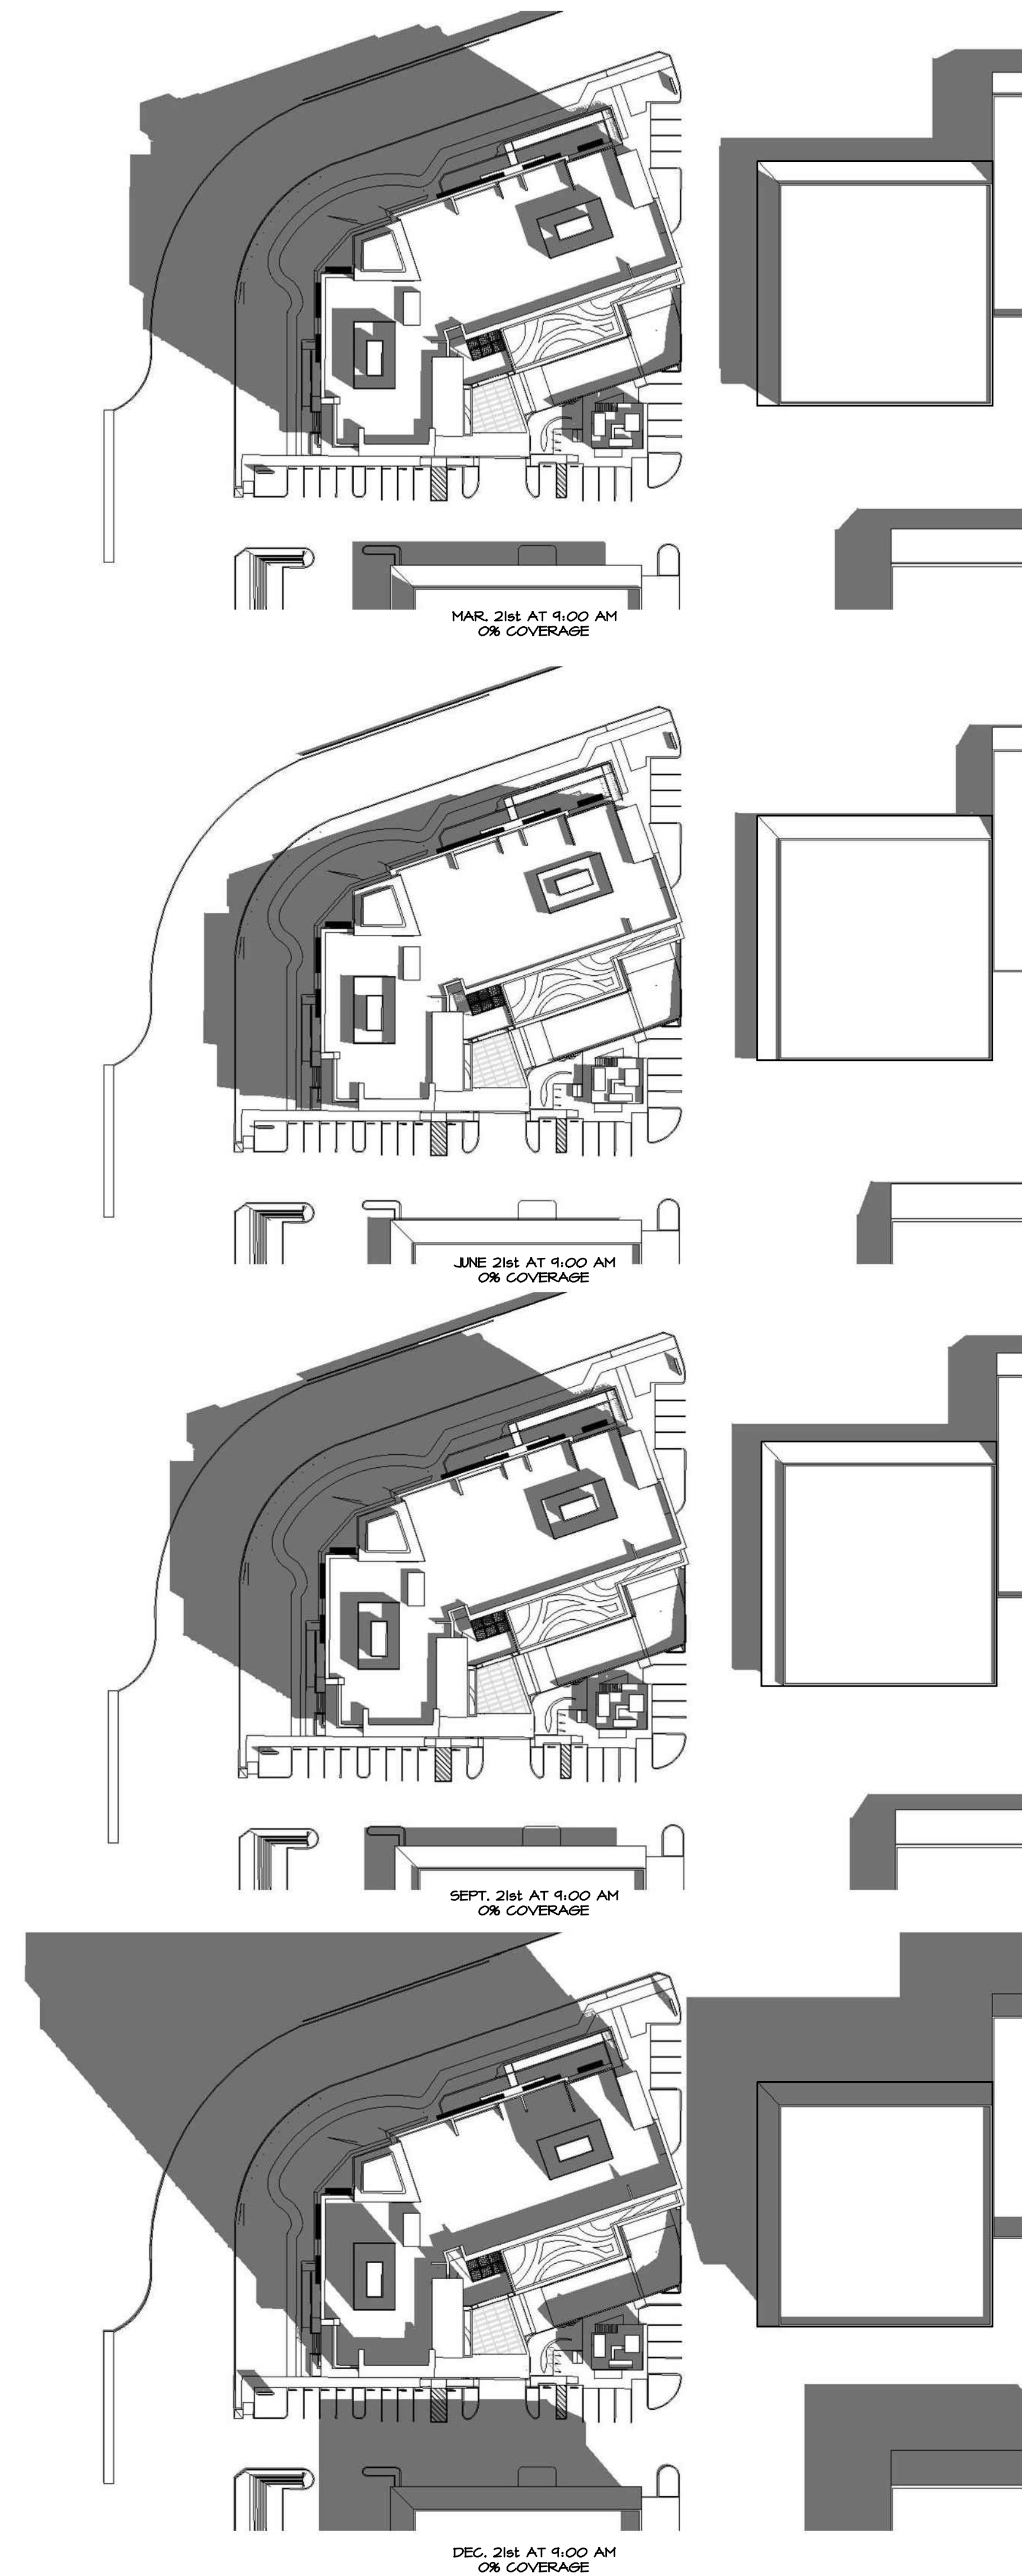 MAR. 21st AT 9:00 AM
0% COVERAGE
JUNE 21st AT 9:00 AM
0% COVERAGE
SEPT. 21st AT 9:00 AM
0% COVERAGE
DEC. 21st AT 9:00 AM
0% COVERAGE